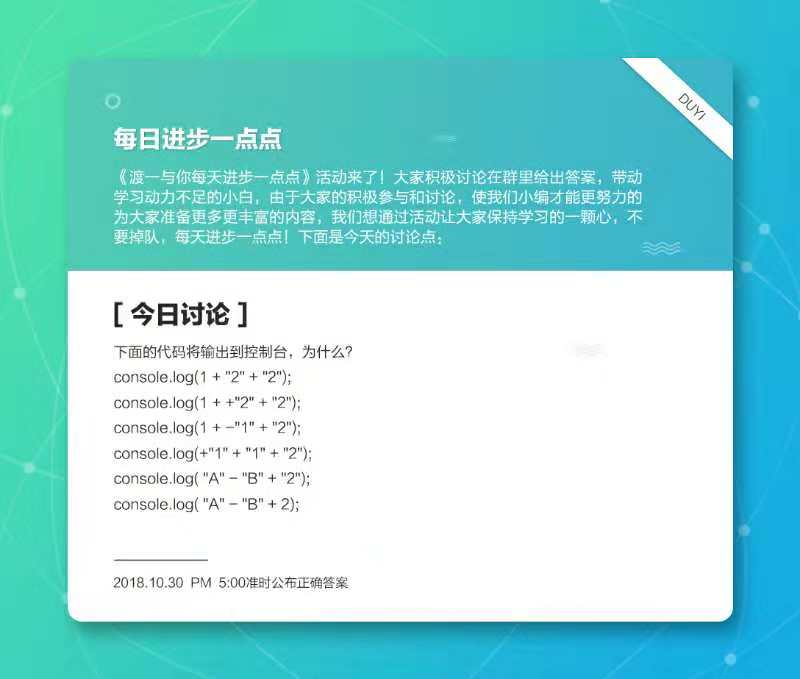 DUYI
每日进步一点点
《渡一与你每天进步一点点》活动来了！大家积极讨论在群里给出答案，带动
学习动力不足的小白，由于大家的积极参与和讨论，使我们小编才能更努力的
为大家准备更多更丰富的内容，我们想通过活动让大家保持学习的一颗心，不
要掉队，每天进步一点点！下面是今天的讨论点：
[ 今日讨论 ]
下面的代码将输出到控制台，为什么?
console.log(1 + "2" + "2");
console.log(1 + +"2" + "2");
console.log(1 + -"1" + "2");
console.log(+"1" + "1" + "2");
console.log( "A" - "B" + "2");
console.log( "A" - "B" + 2);
2018.10.30 PM 5:00准时公布正确答案